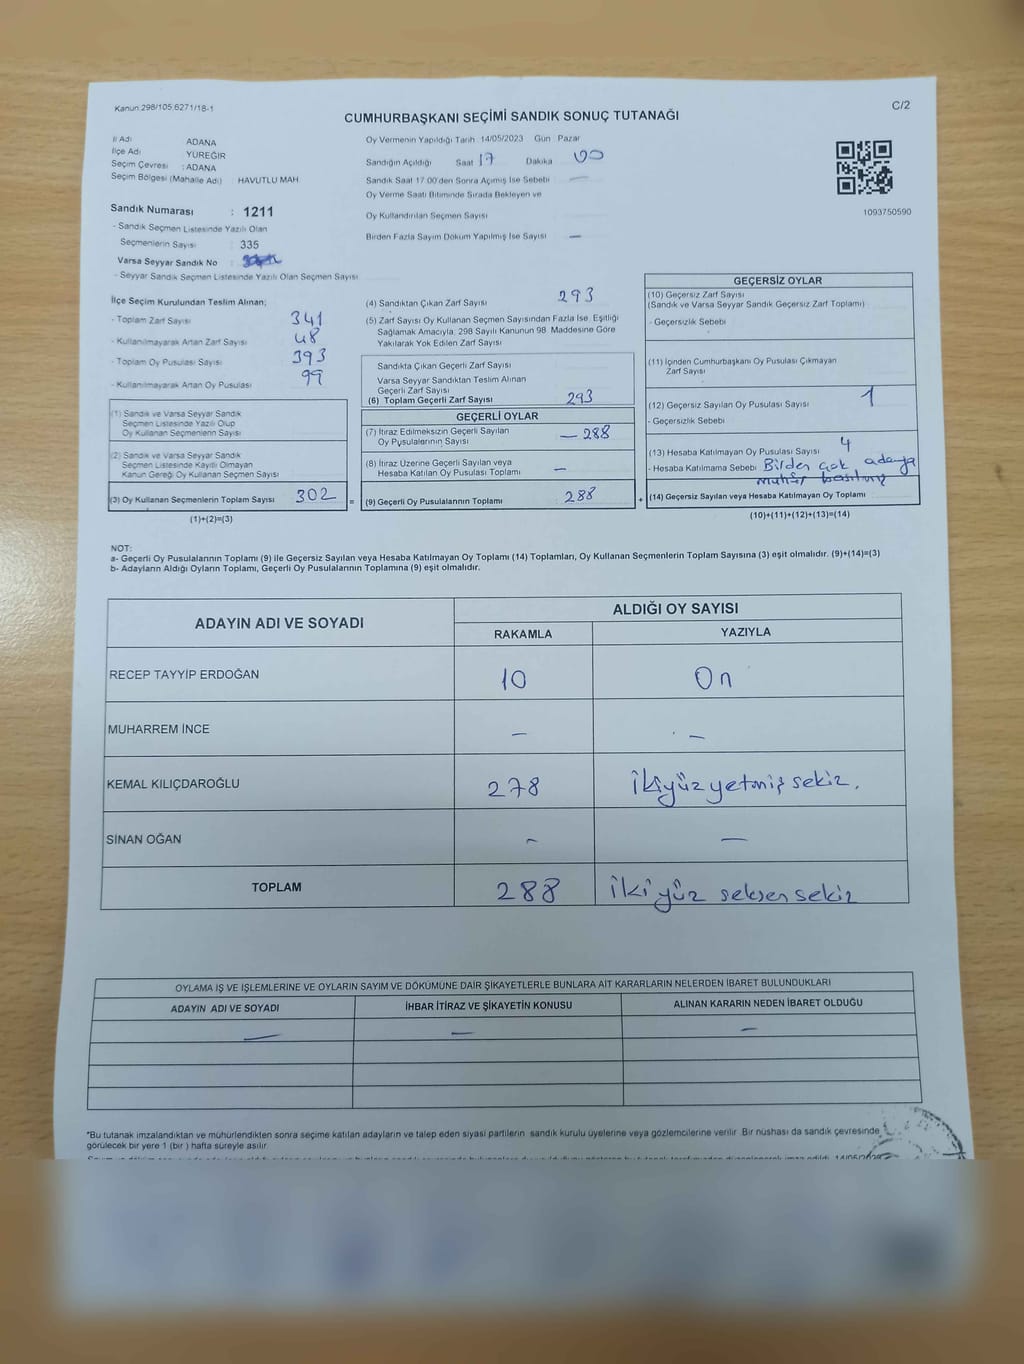 Kanun.298/105,6271/18-1
C/2
CUMHURBAŞKANI SEÇİMİ SANDIK SONUÇ TUTANAĞI
İl Adı ADANA
İlçe Adı YÜREĞİR
Seçim Çevresi : ADANA
Seçim Bölgesi (Mahalle Adı) HAVUTLU MAH.
Sandık Numarası : 1211
- Sandık Seçmen Listesinde Yazılı Olan
Seçmenlerin Sayısı 335
Varsa Seyyar Sandık No :
- Seyyar Sandık Listesinde Yazılı Olan Seçmen Sayısı
Oy Vermenin Yapıldığı Tarih 14/05/2023 Gün Pazar
Sandığın Açıldığı Saat 17 Dakika 00
Sandık Saat 17.00'den Sonra Açılmış İse Sebebi —
Oy Verme Saati Bitiminde Sırada Bekleyen ve
Oy Kullandırılan Seçmen Sayısı
Birden Fazla Sayım Döküm Yapılmış İse Sayısı —
1093750590
İlçe Seçim Kurulundan Teslim Alınan;
- Toplam Zarf Sayısı 341
- Kullanılmayarak Artan Zarf Sayısı 48
- Toplam Oy Pusulası Sayısı 393
- Kullanılmayarak Artan Oy Pusulası 99
(1) Sandık ve Varsa Seyyar Sandık
Seçmen Listesinde Yazılı Olup
Oy Kullanan Seçmenlerin Sayısı
(2) Sandık ve Varsa Seyyar Sandık
Seçmen Listesinde Kayıtlı Olmayan
Kanun Gereği Oy Kullanan Seçmen Sayısı
(3) Oy Kullanan Seçmenlerin Toplam Sayısı 302
(1)+(2)=(3)
=
(4) Sandıktan Çıkan Zarf Sayısı 293
(5) Zarf Sayısı Oy Kullanan Seçmen Sayısından Fazla İse, Eşitliği
Sağlamak Amacıyla, 298 Sayılı Kanunun 98. Maddesine Göre
Yakılarak Yok Edilen Zarf Sayısı
Sandıkta Çıkan Geçerli Zarf Sayısı
Varsa Seyyar Sandıktan Teslim Alınan
Geçerli Zarf Sayısı
(6) Toplam Geçerli Zarf Sayısı 293
GEÇERLİ OYLAR
(7) İtiraz Edilmeksizin Geçerli Sayılan
Oy Pusulalarının Sayısı — 288
(8) İtiraz Üzerine Geçerli Sayılan veya
Hesaba Katılan Oy Pusulası Toplamı —
(9) Geçerli Oy Pusulalarının Toplamı 288
+
GEÇERSİZ OYLAR
(10) Geçersiz Zarf Sayısı
(Sandık ve Varsa Seyyar Sandık Geçersiz Zarf Toplamı)
- Geçersizlik Sebebi
(11) İçinden Cumhurbaşkanı Oy Pusulası Çıkmayan
Zarf Sayısı
(12) Geçersiz Sayılan Oy Pusulası Sayısı 1
- Geçersizlik Sebebi
(13) Hesaba Katılmayan Oy Pusulası Sayısı 4
- Hesaba Katılmama Sebebi Birden çok adaya
mühür
(14) Geçersiz Sayılan veya Hesaba Katılmayan Oy Toplamı
(10)+(11)+(12)+(13)=(14)
NOT:
a- Geçerli Oy Pusulalarının Toplamı (9) ile Geçersiz Sayılan veya Hesaba Katılmayan Oy Toplamı (14) Toplamları, Oy Kullanan Seçmenlerin Toplam Sayısına (3) eşit olmalıdır. (9)+(14)=(3)
b- Adayların Aldığı Oyların Toplamı, Geçerli Oy Pusulalarının Toplamına (9) eşit olmalıdır.
ADAYIN ADI VE SOYADI ALDIĞI OY SAYISI
RAKAMLA YAZIYLA
RECEP TAYYİP ERDOĞAN 10 On
MUHARREM İNCE — —
KEMAL KILIÇDAROĞLU 278 ikiyüzyetmiş sekiz.
SİNAN OĞAN — —
TOPLAM 288 iki yüz seksen sekiz
OYLAMA İŞ VE İŞLEMLERİNE VE OYLARIN SAYIM VE DÖKÜMÜNE DAİR ŞİKAYETLERLE BUNLARA AİT KARARLARIN NELERDEN İBARET BULUNDUKLARI
ADAYIN ADI VE SOYADI İHBAR İTİRAZ VE ŞİKAYETİN KONUSU ALINAN KARARIN NEDEN İBARET OLDUĞU
— — —
*Bu tutanak imzalandıktan ve mühürlendikten sonra seçime katılan adayların ve talep eden siyasi partilerin sandık kurulu üyelerine veya gözlemcilerine verilir. Bir nüshası da sandık çevresinde
görülecek bir yere 1 (bir ) hafta süreyle asılır.